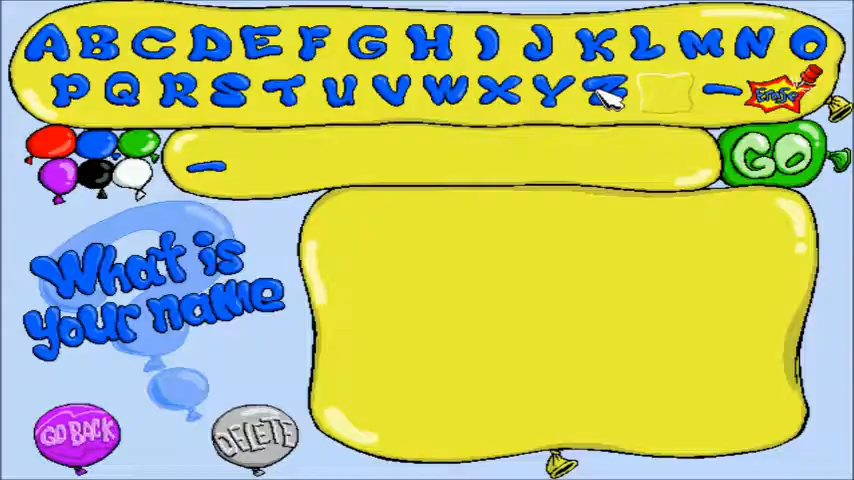 ABCDEFGHIJKLMNO
PQRSTUVWXYZ - Erase
- GO
What is
your name
GO BACK DELETE